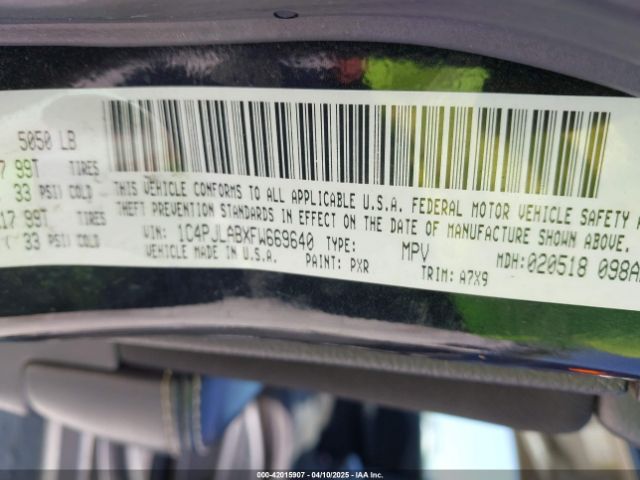 5050 LB
99T TIRES
33 PSI COLD
17 99T TIRES
33 PSI COLD
THIS VEHICLE CONFORMS TO ALL APPLICABLE U.S.A. FEDERAL MOTOR VEHICLE SAFETY
THEFT PREVENTION STANDARDS IN EFFECT ON THE DATE OF MANUFACTURE SHOWN ABOVE.
VIN: 1C4PJLABXFW669640 TYPE: MPV MDH:020518 098A
VEHICLE MADE IN U.S.A. PAINT: PXR TRIM: A7X9
000-42015907 - 04/10/2025 - Copyright IAA, Inc.